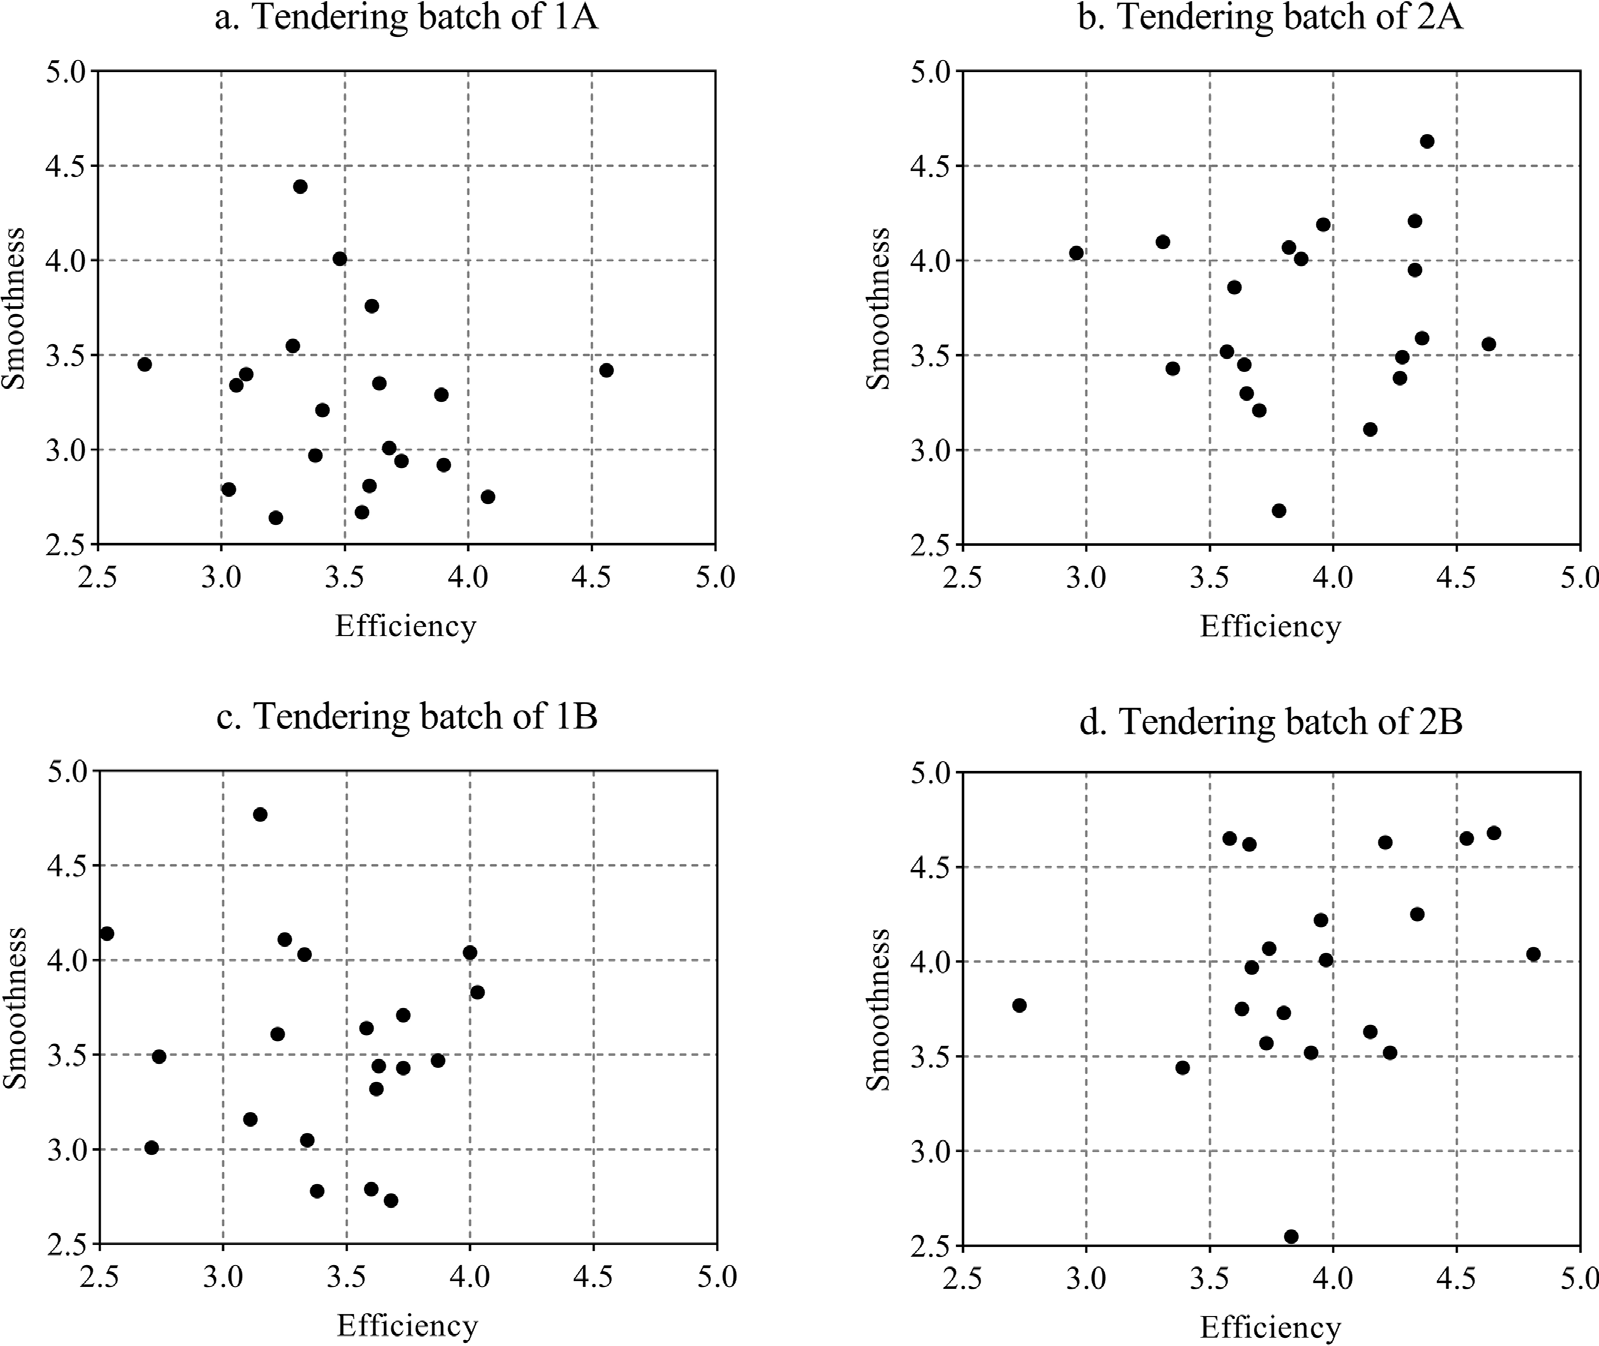 a. Tendering batch of 1A
5.0
4.5
4.0
3.5
3.0
2.5
Smoothness
2.5 3.0 3.5 4.0 4.5 5.0
Efficiency
b. Tendering batch of 2A
5.0
4.5
4.0
3.5
3.0
2.5
Smoothness
2.5 3.0 3.5 4.0 4.5 5.0
Efficiency
c. Tendering batch of 1B
5.0
4.5
4.0
3.5
3.0
2.5
Smoothness
2.5 3.0 3.5 4.0 4.5 5.0
Efficiency
d. Tendering batch of 2B
5.0
4.5
4.0
3.5
3.0
2.5
Smoothness
2.5 3.0 3.5 4.0 4.5 5.0
Efficiency